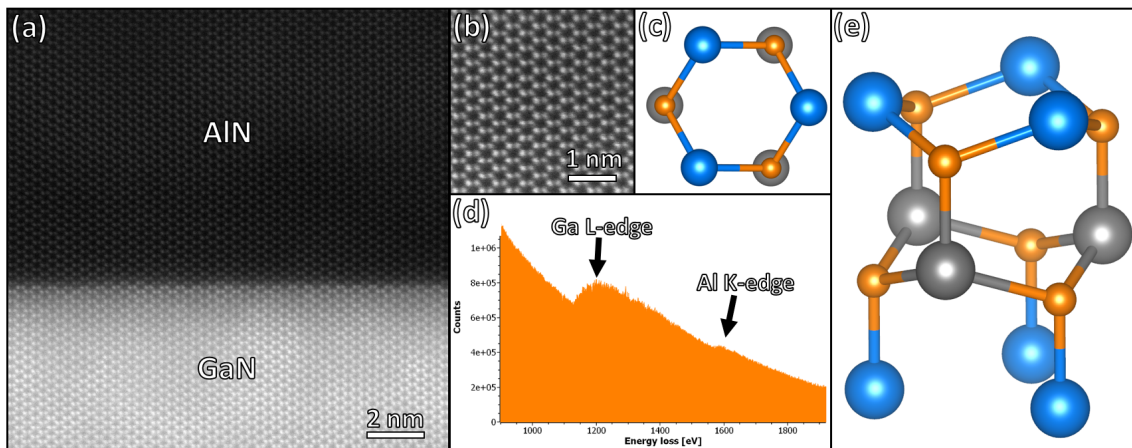 (a)
AlN
GaN
2 nm
(b)
1 nm
(c)
(d)
Ga L-edge
Al K-edge
1e+06
8e+05
6e+05
4e+05
2e+05
0
Counts
1000
1200
1400
1600
1800
Energy loss [eV]
(e)